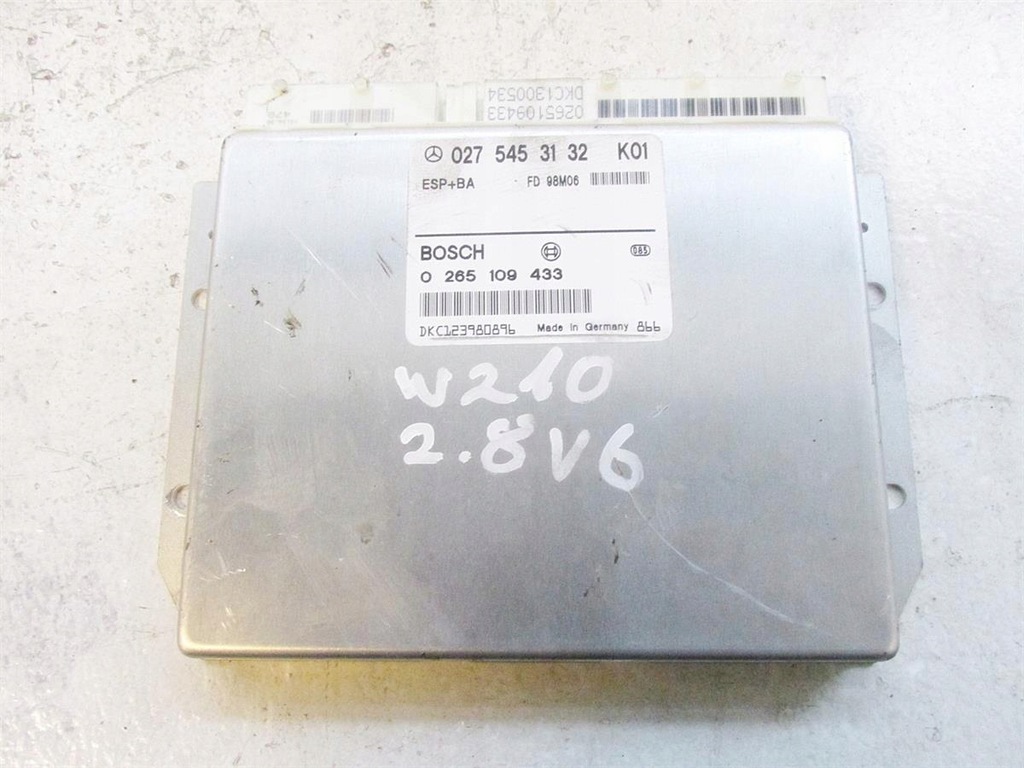 0265109433
DKC1300534
027 545 31 32 K01
ESP+BA FD 98M06
BOSCH
085
0 265 109 433
DKC123980896 Made in Germany 866
W210
2.8V6